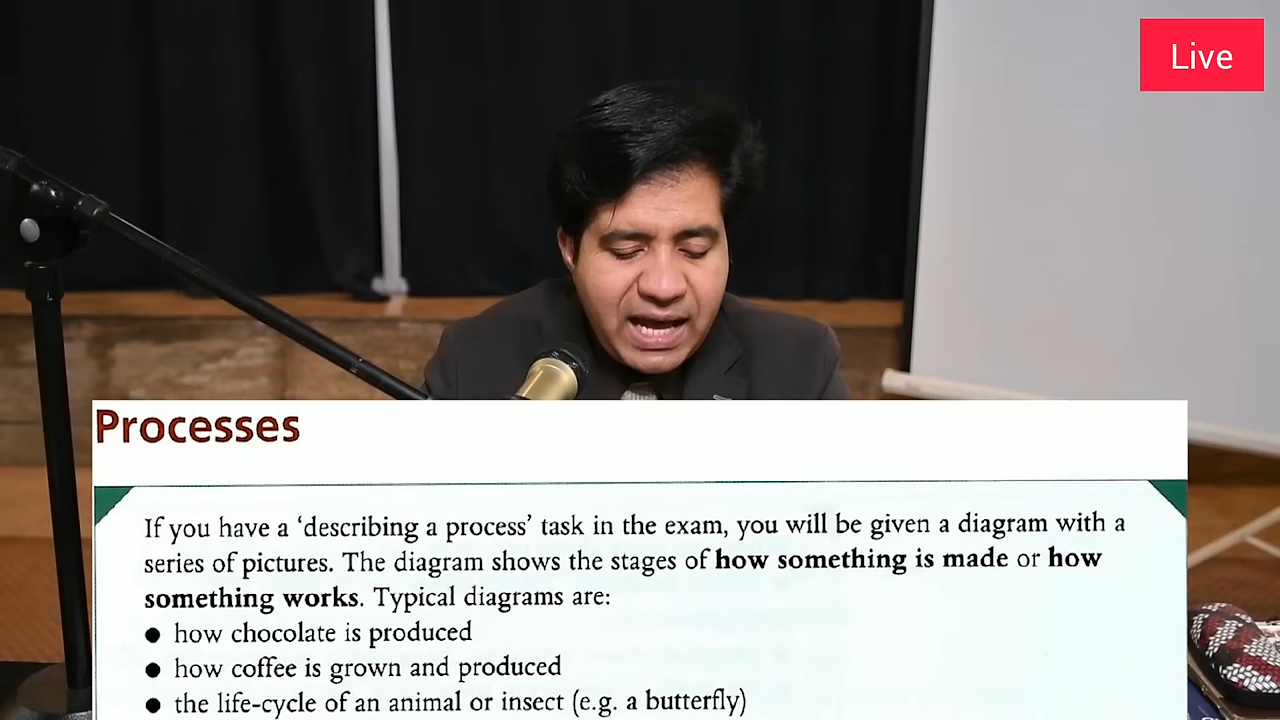 Live
Processes
If you have a ‘describing a process’ task in the exam, you will be given a diagram with a
series of pictures. The diagram shows the stages of how something is made or how
something works. Typical diagrams are:
● how chocolate is produced
● how coffee is grown and produced
● the life-cycle of an animal or insect (e.g. a butterfly)